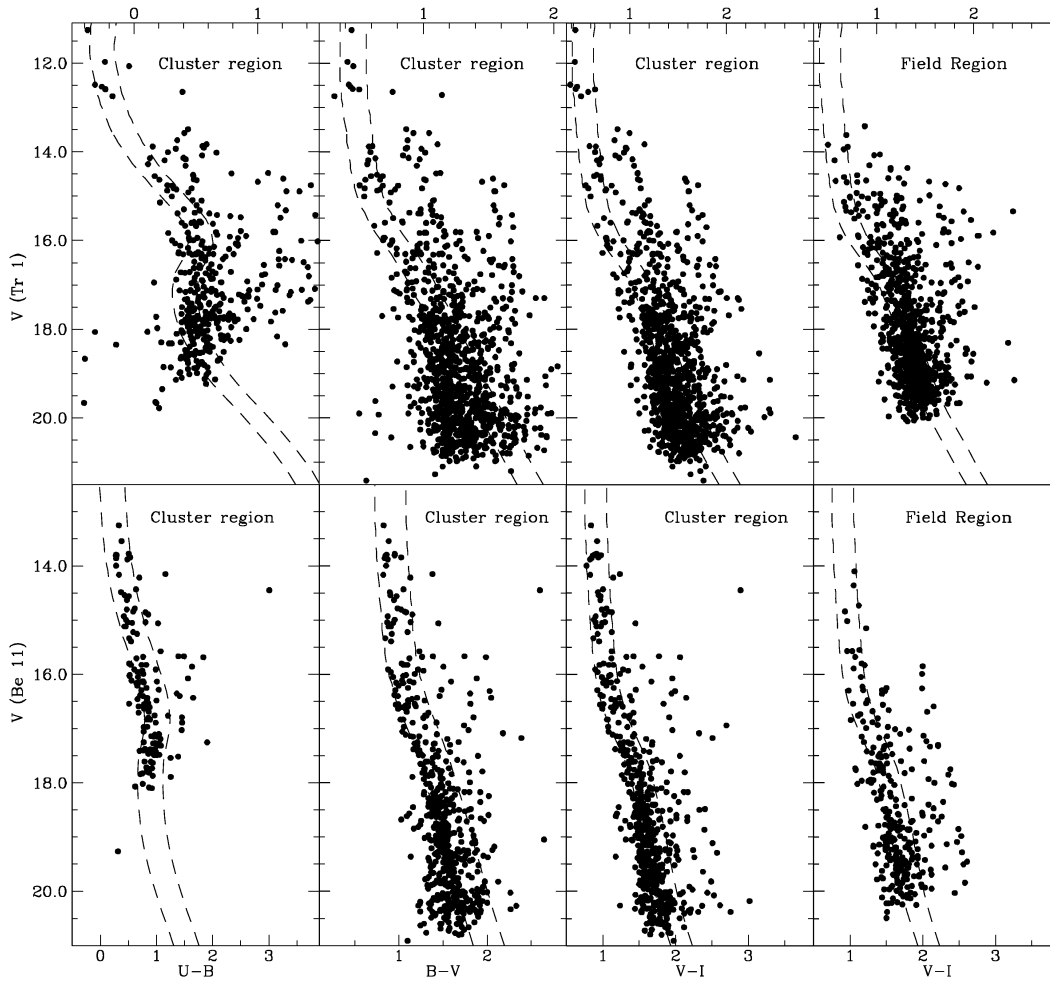 0 1 1 2 1 2 1 2
Cluster region Cluster region Cluster region Field Region
12.0
14.0
16.0
18.0
20.0
V (Tr 1)
Cluster region Cluster region Cluster region Field Region
14.0
16.0
18.0
20.0
V (Be 11)
0 1 2 3 1 2 1 2 3 1 2 3
U−B B−V V−I V−I